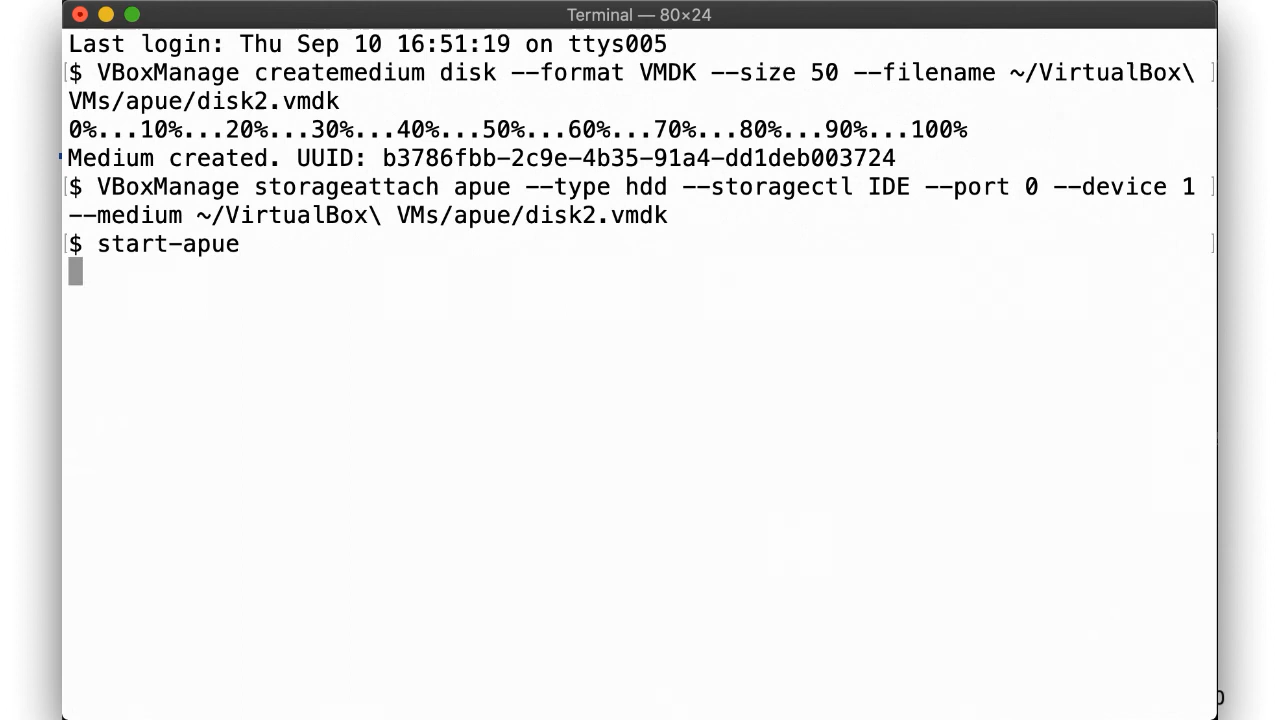 Terminal — 80×24
Last login: Thu Sep 10 16:51:19 on ttys005
[$ VBoxManage createmedium disk --format VMDK --size 50 --filename ~/VirtualBox\ ]
VMs/apue/disk2.vmdk
0%...10%...20%...30%...40%...50%...60%...70%...80%...90%...100%
Medium created. UUID: b3786fbb-2c9e-4b35-91a4-dd1deb003724
[$ VBoxManage storageattach apue --type hdd --storagectl IDE --port 0 --device 1 ]
--medium ~/VirtualBox\ VMs/apue/disk2.vmdk
[$ start-apue ]